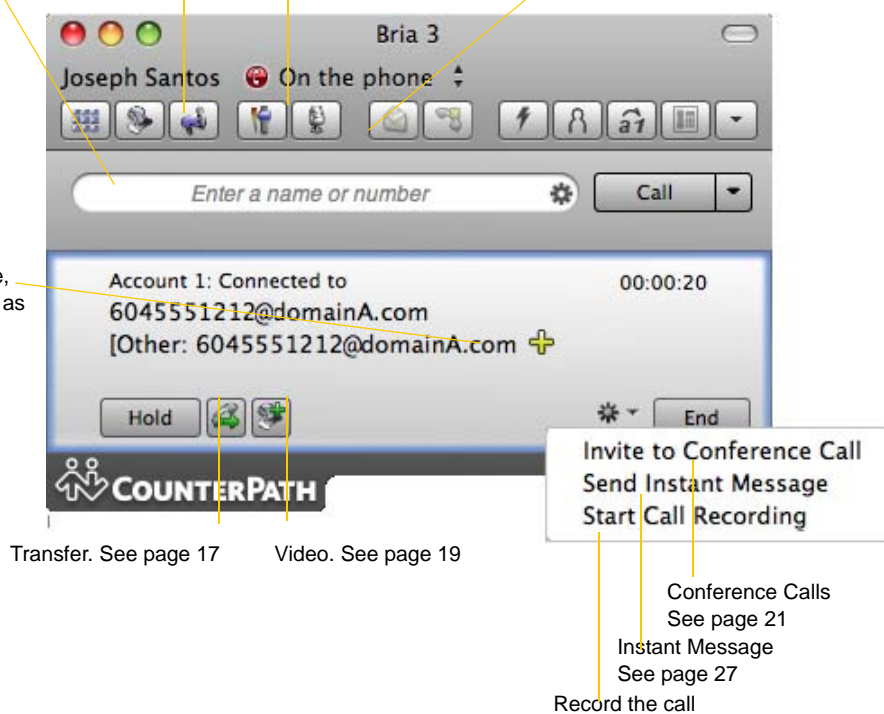 Bria 3
Joseph Santos On the phone
a1
Enter a name or number
Call
e,
as
Account 1: Connected to
00:00:20
6045551212@domainA.com
[Other: 6045551212@domainA.com
Hold
End
Invite to Conference Call
Send Instant Message
Start Call Recording
COUNTERPATH
Transfer. See page 17
Video. See page 19
Conference Calls
See page 21
Instant Message
See page 27
Record the call